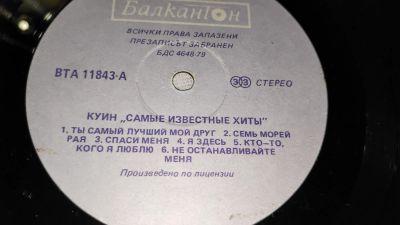 Балкантон
ВСИЧКИ ПРАВА ЗАПАЗЕНИ
ПРЕЗАПИСЪТ ЗАБРАНЕН
БДС 4648-79
ВТА 11843-А
33 СТЕРЕО
КУИН „САМЫЕ ИЗВЕСТНЫЕ ХИТЫ"
1. ТЫ САМЫЙ ЛУЧШИЙ МОЙ ДРУГ 2. СЕМЬ МОРЕЙ
РАЯ 3. СПАСИ МЕНЯ 4. Я ЗДЕСЬ 5. КТО-ТО,
КОГО Я ЛЮБЛЮ 6. НЕ ОСТАНАВЛИВАЙТЕ
МЕНЯ
Произведено по лицензии